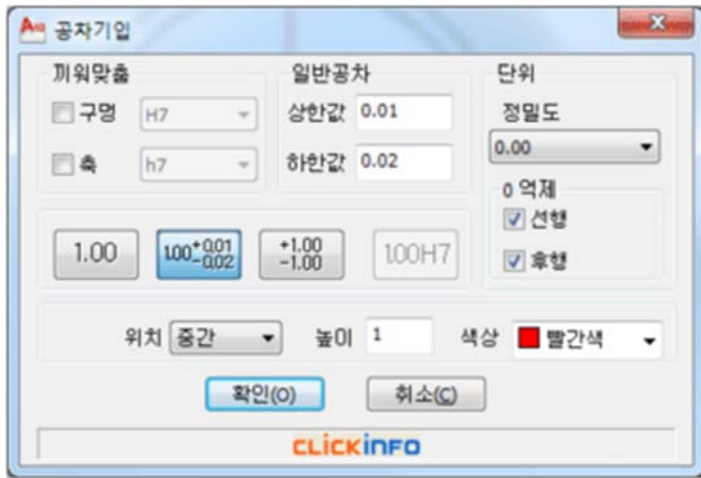 공차기입
끼워맞춤
구멍 H7
축 h7
일반공차
상한값 0.01
하한값 0.02
단위
정밀도
0.00
0 억제
선행
후행
1.00
1.00+0.01
-0.02
+1.00
-1.00
1.00H7
위치 중간 높이 1 색상 빨간색
확인(O) 취소(C)
CLICKINFO